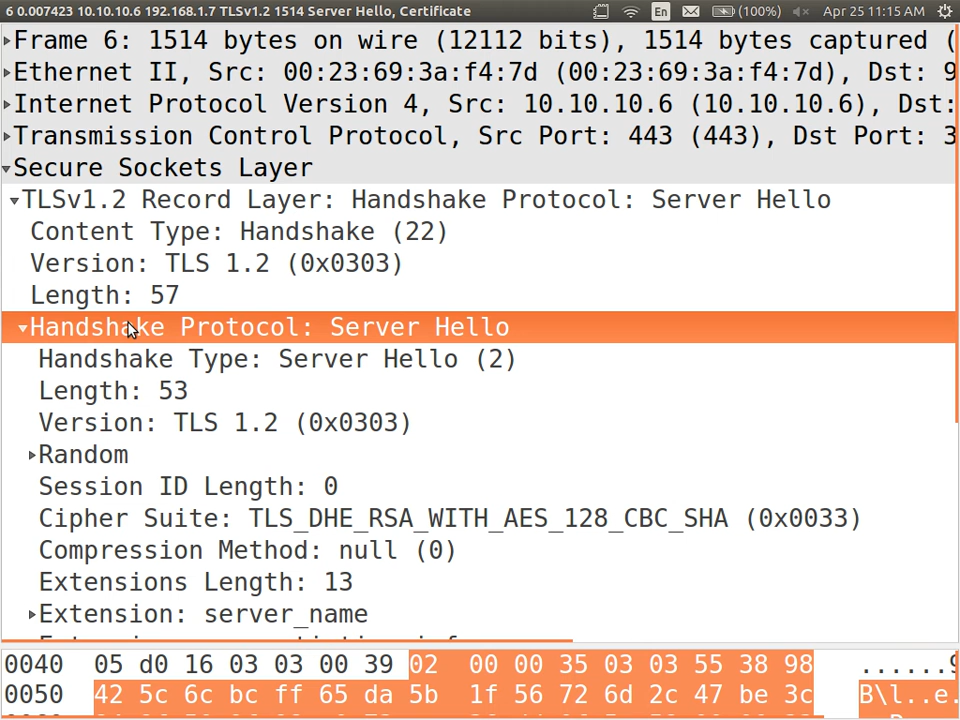 6 0.007423 10.10.10.6 192.168.1.7 TLSv1.2 1514 Server Hello, Certificate En (100%) Apr 25 11:15 AM
Frame 6: 1514 bytes on wire (12112 bits), 1514 bytes captured (
Ethernet II, Src: 00:23:69:3a:f4:7d (00:23:69:3a:f4:7d), Dst: 9
Internet Protocol Version 4, Src: 10.10.10.6 (10.10.10.6), Dst:
Transmission Control Protocol, Src Port: 443 (443), Dst Port: 3
Secure Sockets Layer
TLSv1.2 Record Layer: Handshake Protocol: Server Hello
Content Type: Handshake (22)
Version: TLS 1.2 (0x0303)
Length: 57
Handshake Protocol: Server Hello
Handshake Type: Server Hello (2)
Length: 53
Version: TLS 1.2 (0x0303)
Random
Session ID Length: 0
Cipher Suite: TLS_DHE_RSA_WITH_AES_128_CBC_SHA (0x0033)
Compression Method: null (0)
Extensions Length: 13
Extension: server_name
0040 05 d0 16 03 03 00 39 02 00 00 35 03 03 55 38 98 ......9
0050 42 5c 6c bc ff 65 da 5b 1f 56 72 6d 2c 47 be 3c B\l..e.